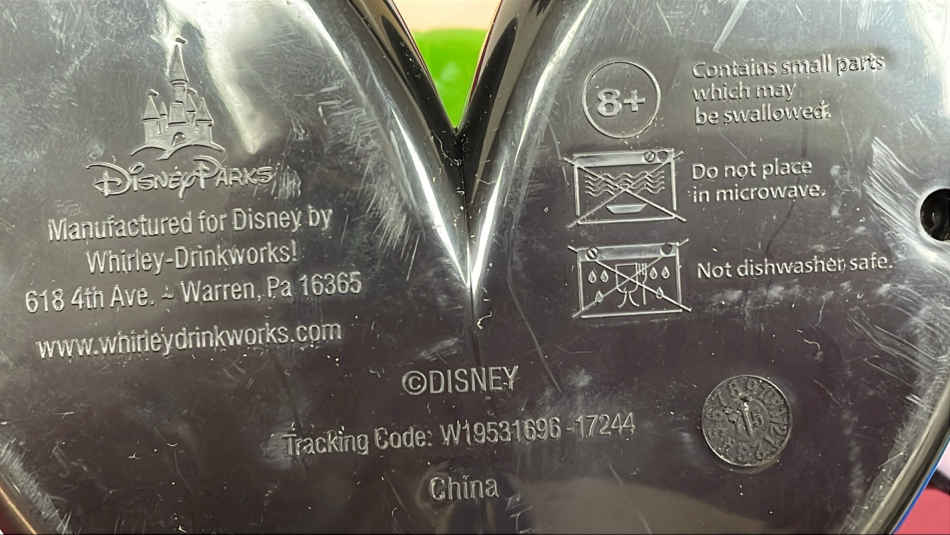 Disney Parks
Manufactured for Disney by
Whirley-Drinkworks!
618 4th Ave. ~ Warren, Pa 16365
www.whirleydrinkworks.com
8+
Contains small parts
which may
be swallowed.
Do not place
in microwave.
Not dishwasher safe.
©DISNEY
Tracking Code: W19531696-17244
China